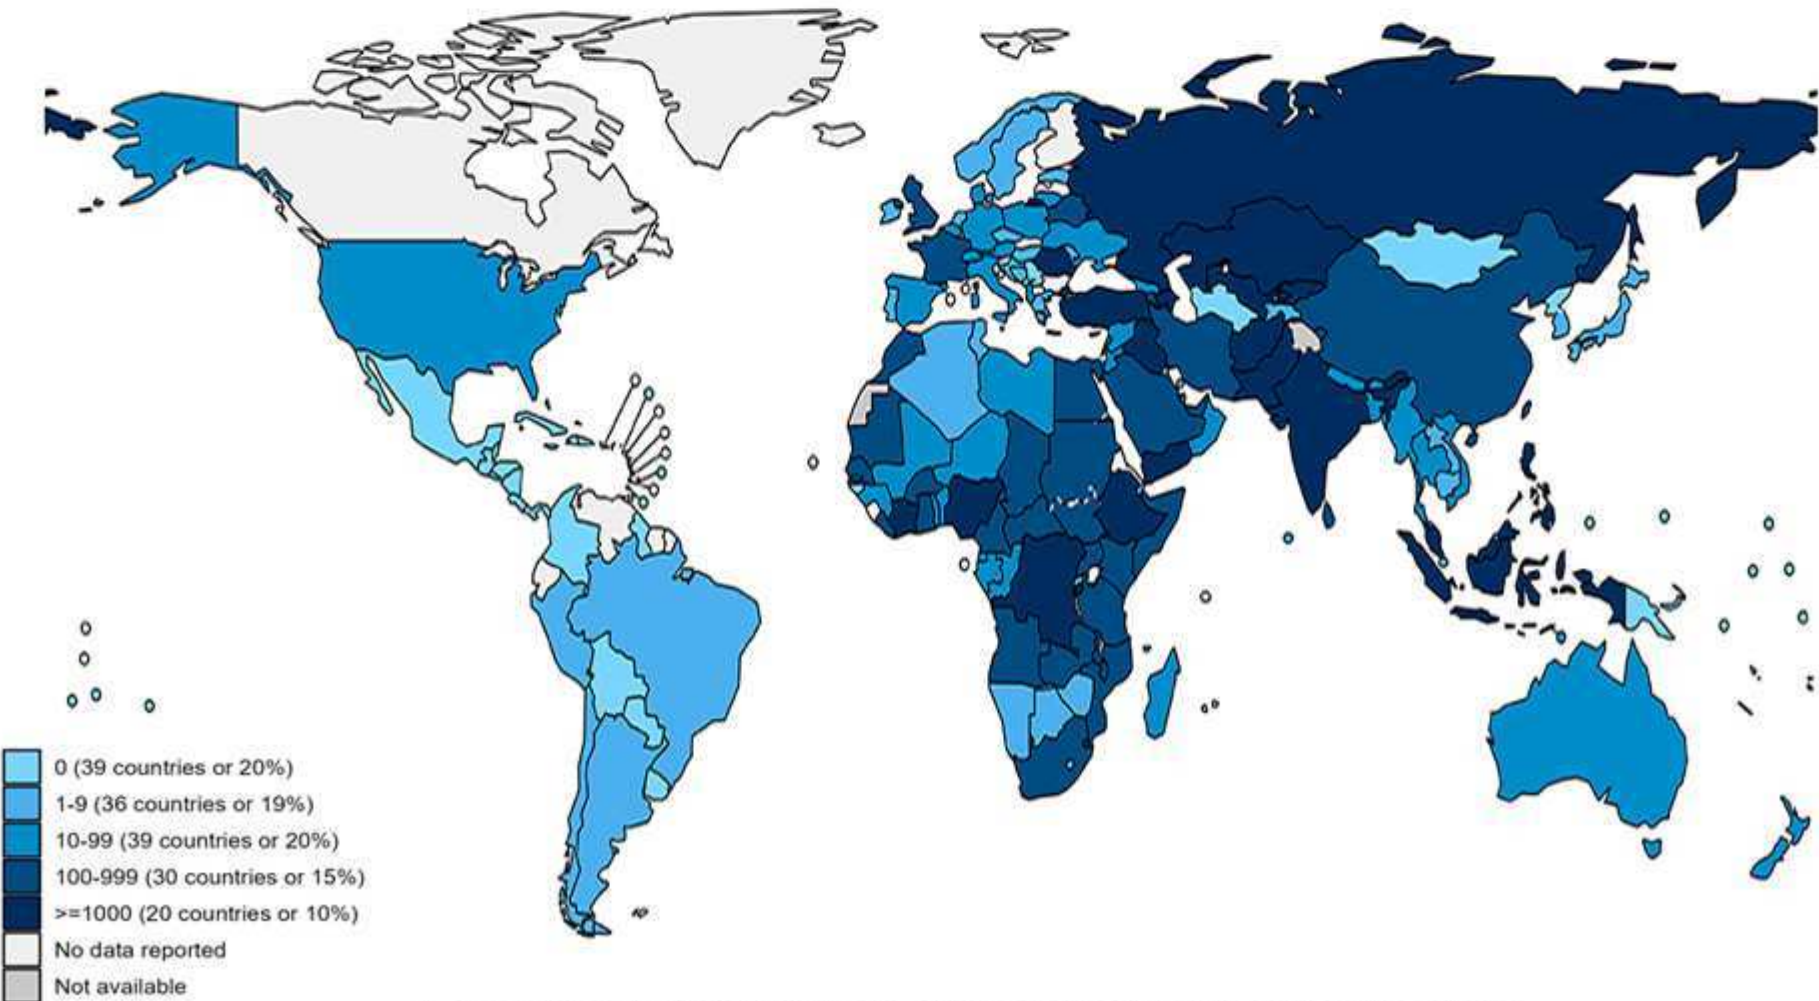 0 (39 countries or 20%)
1-9 (36 countries or 19%)
10-99 (39 countries or 20%)
100-999 (30 countries or 15%)
>=1000 (20 countries or 10%)
No data reported
Not available